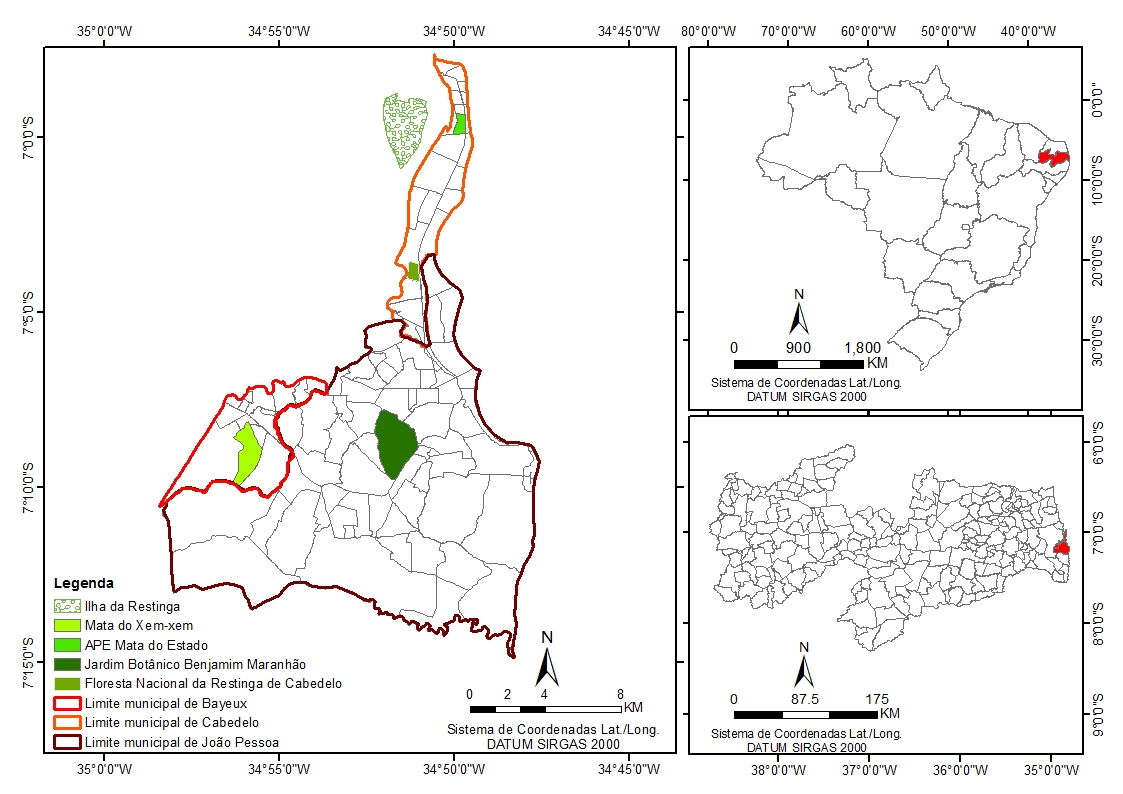 35°0'0"W 34°55'0"W 34°50'0"W 34°45'0"W
7°0'0"S
7°5'0"S
7°10'0"S
7°15'0"S
Legenda
Ilha da Restinga
Mata do Xem-xem
APE Mata do Estado
Jardim Botânico Benjamim Maranhão
Floresta Nacional da Restinga de Cabedelo
Limite municipal de Bayeux
Limite municipal de Cabedelo
Limite municipal de João Pessoa
N
0 2 4 8
KM
Sistema de Coordenadas Lat./Long.
DATUM SIRGAS 2000
35°0'0"W 34°55'0"W 34°50'0"W 34°45'0"W
80°0'0"W 70°0'0"W 60°0'0"W 50°0'0"W 40°0'0"W
0°0'0"
10°0'0"S
20°0'0"S
30°0'0"S
N
0 900 1,800
KM
Sistema de Coordenadas Lat./Long.
DATUM SIRGAS 2000
6°0'0"S
7°0'0"S
8°0'0"S
9°0'0"S
N
0 87.5 175
KM
Sistema de Coordenadas Lat./Long.
DATUM SIRGAS 2000
38°0'0"W 37°0'0"W 36°0'0"W 35°0'0"W